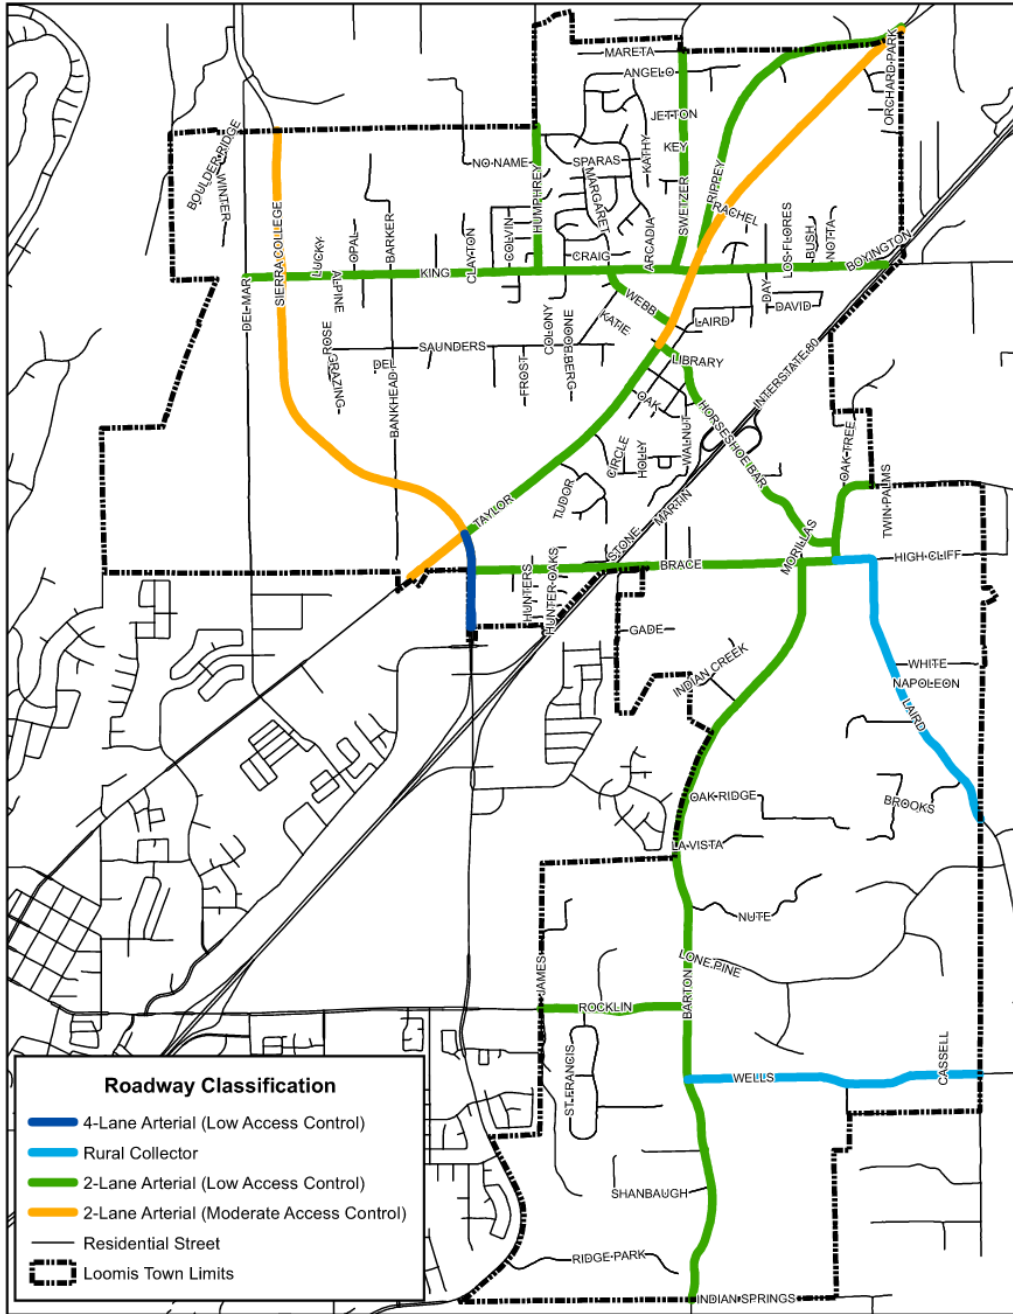 MARETA
ORCHARD PARK
ANGELO
JETTON
BOULDER RIDGE
KEY
NO NAME
SPARAS
KATHY
WINTER
MARGARET
RIPPEY
HUMPHREY
SWETZER
RACHEL
SIERRA COLLEGE
BARKER
COLVIN
ARCADIA
LOS FLORES
BUSH
NOTTA
LUCKY
OPAL
CLAYTON
CRAIG
BOYINGTON
ALPINE
KING
DEL MAR
WEBB
DAY
DAVID
KATIE
LAIRD
COLONY
BOONE
ROSE
SAUNDERS
LIBRARY
INTERSTATE 80
DEL
GRAZING
FROST
BERG
OAK
BANKHEAD
HORSESHOE BAR
WALNUT
CIRCLE
HOLLY
OAK TREE
TWIN PALMS
TUDOR
TAYLOR
MARTIN
STONE
MORILLAS
HIGH CLIFF
BRACE
HUNTERS
HUNTER OAKS
GADE
INDIAN CREEK
WHITE
NAPOLEON
LAIRD
OAK RIDGE
BROOKS
LA VISTA
NUTE
LONE PINE
JAMES
BARTON
ROCKLIN
ST FRANCIS
CASSELL
WELLS
SHANBAUGH
RIDGE PARK
INDIAN SPRINGS
Roadway Classification
4-Lane Arterial (Low Access Control)
Rural Collector
2-Lane Arterial (Low Access Control)
2-Lane Arterial (Moderate Access Control)
Residential Street
Loomis Town Limits